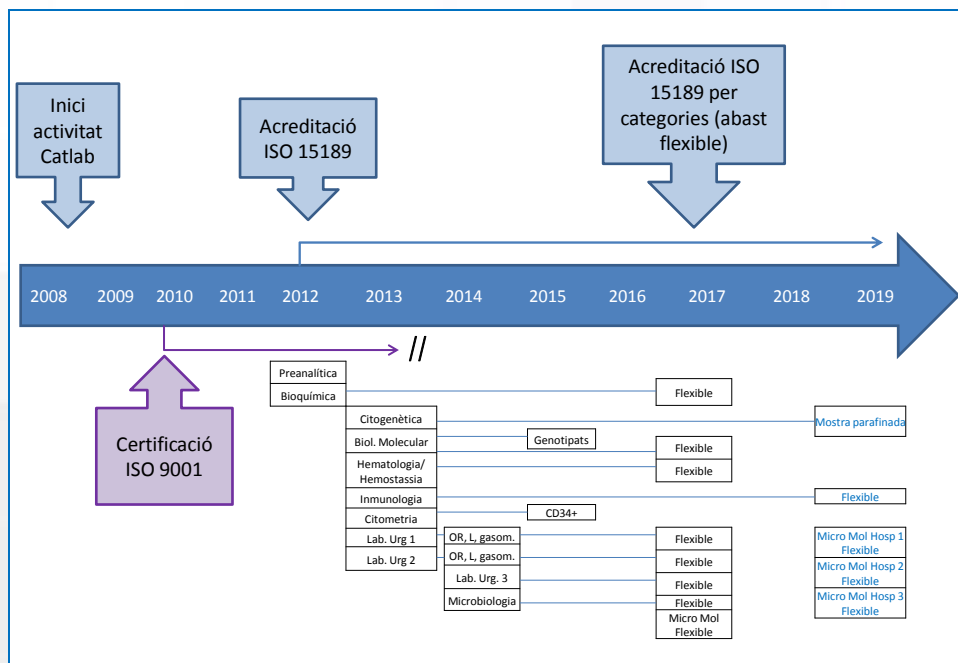 Inici
activitat
Catlab
Acreditació
ISO 15189
Acreditació ISO
15189 per
categories (abast
flexible)
2008 2009 2010 2011 2012 2013 2014 2015 2016 2017 2018 2019
//
Certificació
ISO 9001
Preanalítica
Bioquímica Flexible
Citogenètica Mostra parafinada
Biol. Molecular Genotipats
Flexible
Hematologia/
Hemostassia
Flexible
Inmunologia Flexible
Citometria CD34+
Lab. Urg 1 OR, L, gasom. Flexible Micro Mol Hosp 1
Flexible
Lab. Urg 2 OR, L, gasom. Flexible Micro Mol Hosp 2
Flexible
Lab. Urg. 3 Flexible Micro Mol Hosp 3
Flexible
Microbiologia Flexible
Micro Mol
Flexible